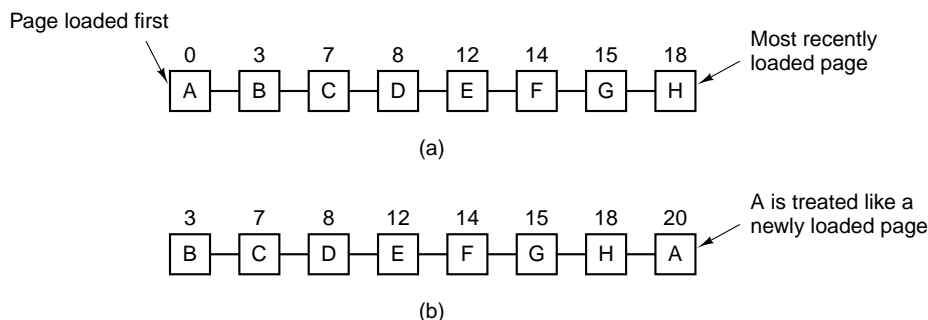 Page loaded first
0 3 7 8 12 14 15 18
Most recently
loaded page
A B C D E F G H
(a)
3 7 8 12 14 15 18 20
A is treated like a
newly loaded page
B C D E F G H A
(b)